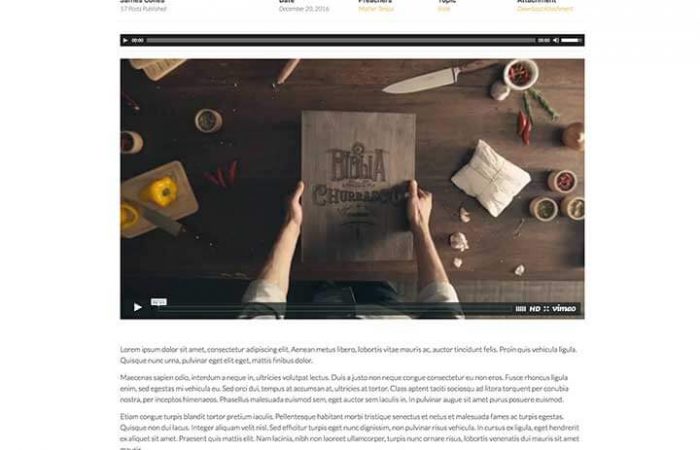 Date
Preachers
Topic
Attachment
17 Posts Published
December 20, 2016
Download Attachment
00:00
00:00
BIBLIA
CHURRASCO
HD
vimeo
Lorem ipsum dolor sit amet, consectetur adipiscing elit. Aenean metus libero, lobortis vitae mauris ac, auctor tincidunt felis. Proin quis vehicula ligula.
Quisque nunc urna, pulvinar eget elit eget, mattis finibus dolor.
Maecenas sapien odio, interdum a neque in, ultricies volutpat lectus. Duis a justo non neque congue consectetur eu non eros. Fusce rhoncus ligula
enim, sed egestas mi vehicula eu. Sed orci dui, tempus at accumsan at, ultricies at tortor. Class aptent taciti sociosqu ad litora torquent per conubia
nostra, per inceptos himenaeos. Phasellus malesuada euismod sem, eget auctor sem iaculis in. In pulvinar augue sit amet purus posuere euismod.
Etiam congue turpis blandit tortor pretium iaculis. Pellentesque habitant morbi tristique senectus et netus et malesuada fames ac turpis egestas.
Quisque non dui lacus. Integer aliquam velit nisl. Sed efficitur turpis eget nunc dignissim, non pulvinar risus vehicula. In cursus ex ligula, eget hendrerit
ex aliquet sit amet. Praesent quis mattis elit. Nam lacinia, nibh non laoreet ullamcorper, turpis nunc ornare risus, lobortis venenatis dui mauris sit amet
mauris.